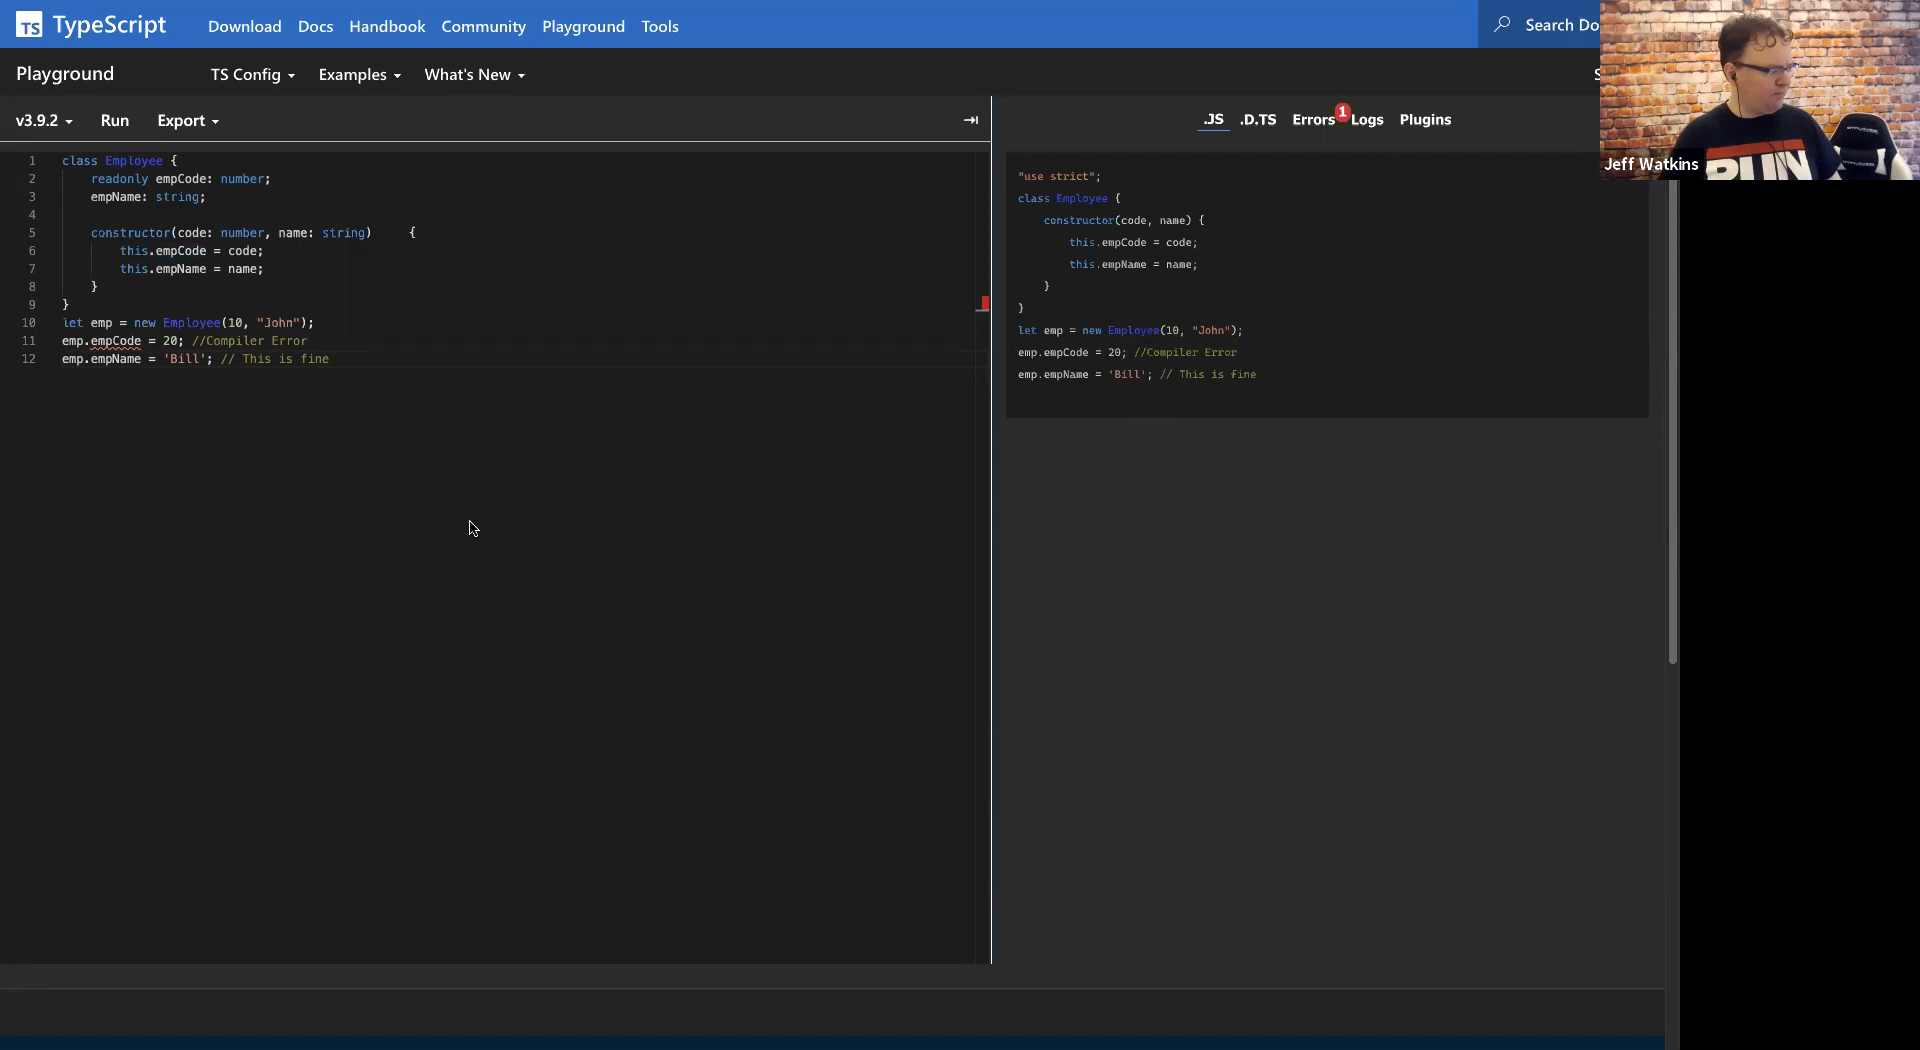 TS TypeScript Download Docs Handbook Community Playground Tools Search Do
Playground TS Config Examples What's New
v3.9.2 Run Export .JS .D.TS Errors 1 Logs Plugins
Jeff Watkins
RUN
1 class Employee {
2 readonly empCode: number;
3 empName: string;
4
5 constructor(code: number, name: string) {
6 this.empCode = code;
7 this.empName = name;
8 }
9 }
10 let emp = new Employee(10, "John");
11 emp.empCode = 20; //Compiler Error
12 emp.empName = 'Bill'; // This is fine
"use strict";
class Employee {
constructor(code, name) {
this.empCode = code;
this.empName = name;
}
}
let emp = new Employee(10, "John");
emp.empCode = 20; //Compiler Error
emp.empName = 'Bill'; // This is fine